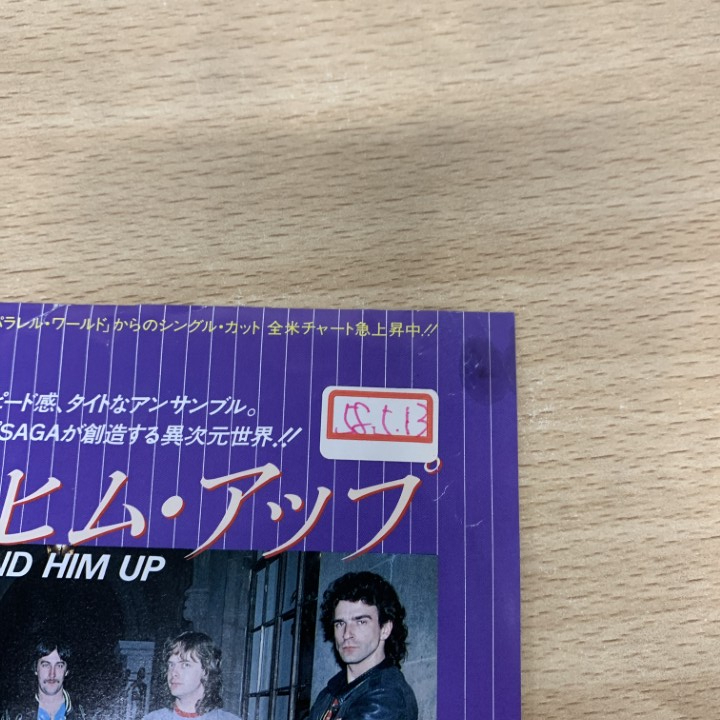 パラレル・ワールド」からのシングル・カット 全米チャート急上昇中!!
ピード感、タイトなアンサンブル。
SAGAが創造する異次元世界!!
58.5.13
ヒム・アップ
ND HIM UP